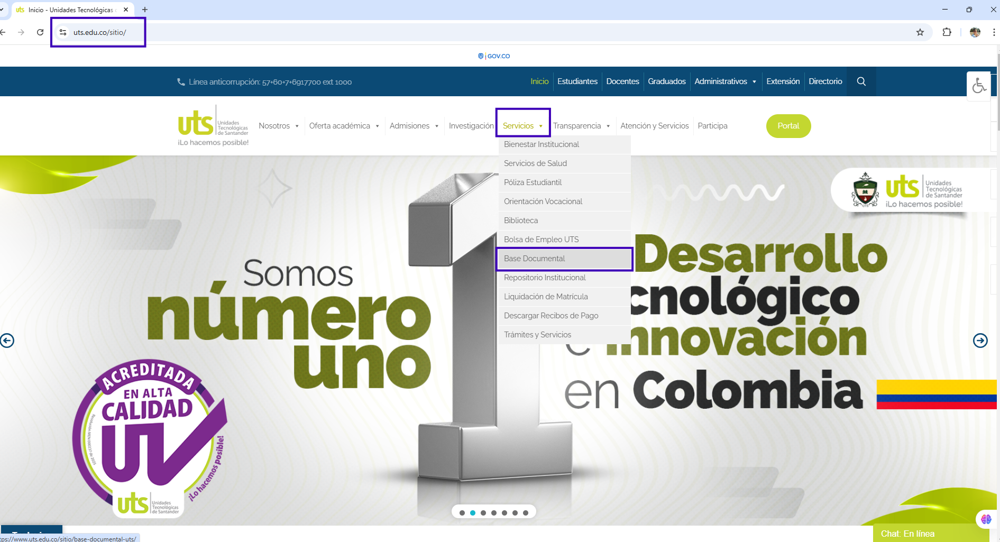 uts Inicio - Unidades Tecnológicas
uts.edu.co/sitio/
GOV.CO
Línea anticorrupción: 57+60+7+6917700 ext 1000
Inicio Estudiantes Docentes Graduados Administrativos Extensión Directorio
uts Unidades
Tecnológicas
de Santander
¡Lo hacemos posible!
Nosotros Oferta académica Admisiones Investigación Servicios Transparencia Atención y Servicios Participa Portal
Bienestar Institucional
Servicios de Salud
Póliza Estudiantil
Orientación Vocacional
Biblioteca
Bolsa de Empleo UTS
Base Documental
Repositorio Institucional
Liquidación de Matrícula
Descargar Recibos de Pago
Trámites y Servicios
uts Unidades
Tecnológicas
de Santander
¡Lo hacemos posible!
Somos
número
uno
Desarrollo
cnológico
e innovación
en Colombia
ACREDITADA
EN ALTA
CALIDAD
¡Lo hacemos posible!
uts Unidades
Tecnológicas
de Santander
Chat: En línea
tps://www.uts.edu.co/sitio/base-documental-uts/